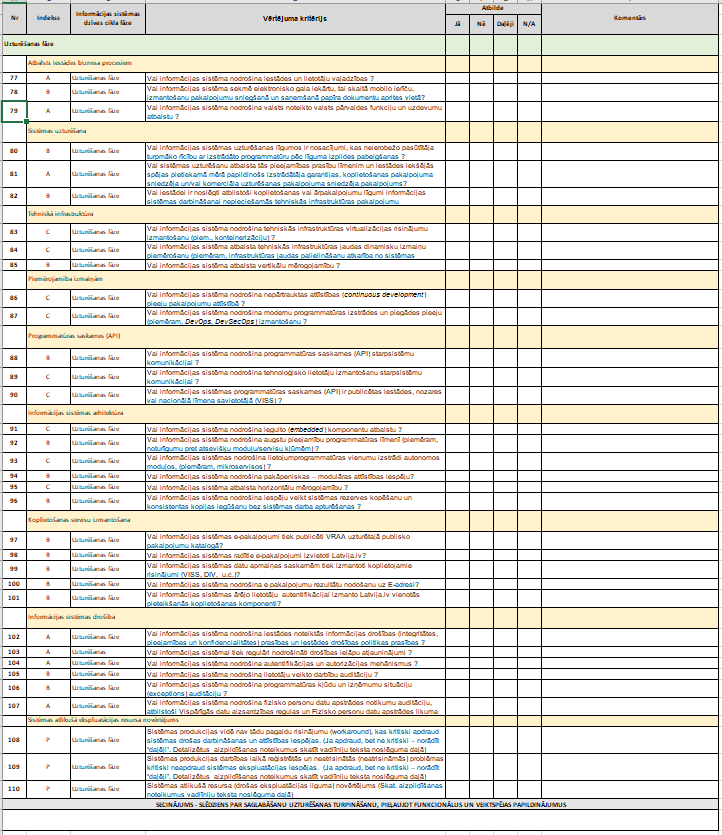 Nr
Indekss
Informācijas sistēmas
dzīves cikla fāze
Vērtējuma kritērijs
Atbilde
Jā
Nē
Daļēji
N/A
Komentārs
Uzturēšanas fāze
Atbalsts iestādes biznesa procesiem
77 A Uzturēšanas fāze Vai informācijas sistēma nodrošina iestādes un lietotāju vajadzības ?
78 B Uzturēšanas fāze Vai informācijas sistēma sekmē elektronisko gala iekārtu, tai skaitā mobilo ierīču,
izmantošanu pakalpojumu sniegšanā un saņemšanā papīra dokumentu aprites vietā?
79 A Uzturēšanas fāze Vai informācijas sistēma nodrošina valsts noteikto valsts pārvaldes funkciju un uzdevumu
atbalstu ?
Sistēmas uzturēšana
80 B Uzturēšanas fāze Vai informācijas sistēmas uzturēšanas līgumos ir nosacījumi, kas neierobežo pasūtītāja
turpmāko rīcību ar izstrādāto programmatūru pēc līguma izpildes pabeigšanas ?
81 A Uzturēšanas fāze Vai sistēmas uzturēšanu atbalsta tās pieejamības prasību līmenim un iestādes iekšējās
spējas pietiekamā mērā papildinošs izstrādātāja garantijas, koplietošanas pakalpojuma
sniedzēja un/vai komerciāla uzturēšanas pakalpojuma sniedzēja pakalpojums?
82 B Uzturēšanas fāze Vai iestādei ir noslēgti atbilstoši koplietošanas vai ārpakalpojumu līgumi informācijas
sistēmas darbināšanai nepieciešamās tehniskās infrastruktūras pakalpojumu
Tehniskā infrastruktūra
83 C Uzturēšanas fāze Vai informācijas sistēma nodrošina tehniskās infrastruktūras virtualizācijas risinājumu
izmantošanu (piem., konteinerizāciju) ?
84 C Uzturēšanas fāze Vai informācijas sistēma atbalsta tehniskās infrastruktūras jaudas dinamisku izmaiņu
piemērošanu (piemēram, infrastruktūras jaudas palielināšanu atkarībā no sistēmas
85 B Uzturēšanas fāze Vai informācijas sistēma atbalsta vertikālu mērogojamību ?
Piemērojamība izmaiņām
86 C Uzturēšanas fāze Vai informācijas sistēma nodrošina nepārtrauktas attīstības (continuous development)
pieeju pakalpojumu attīstībā ?
87 C Uzturēšanas fāze Vai informācijas sistēma nodrošina modernu programmatūras izstrādes un piegādes pieeju
(piemēram, DevOps, DevSecOps) izmantošanu ?
Programmatūras saskarnes (API)
88 B Uzturēšanas fāze Vai informācijas sistēma nodrošina programmatūras saskarnes (API) starpsistēmu
komunikācijai ?
89 C Uzturēšanas fāze Vai informācijas sistēma nodrošina tehnoloģisko lietotāju izmantošanu starpsistēmu
komunikācijai ?
90 C Uzturēšanas fāze Vai informācijas sistēmas programmatūras saskarnes (API) ir publicētas iestādes, nozares
vai nacionālā līmeņa savietotājā (VISS) ?
Informācijas sistēmas arhitektūra
91 C Uzturēšanas fāze Vai informācijas sistēma nodrošina iegulto (embedded) komponentu atbalstu ?
92 B Uzturēšanas fāze Vai informācijas sistēma nodrošina augstu pieejamību programmatūras līmenī (piemēram,
noturīgumu pret atsevišķu moduļu/servisu kļūmēm) ?
93 C Uzturēšanas fāze Vai informācijas sistēmas nodrošina lietojumprogrammatūras vienumu izstrādi autonomos
moduļos, (piemēram, mikroservisos) ?
94 B Uzturēšanas fāze Vai informācijas sistēma nodrošina pakāpeniskas – modulāras attīstības iespēju?
95 C Uzturēšanas fāze Vai informācijas sistēma atbalsta horizontālu mērogojamību ?
96 B Uzturēšanas fāze Vai informācijas sistēma nodrošina iespēju veikt sistēmas rezerves kopēšanu un
konsistentas kopijas iegūšanu bez sistēmas darba apturēšanas ?
Koplietošanas servisu izmantošana
97 B Uzturēšanas fāze Vai informācijas sistēmas e-pakalpojumi tiek publicēti VRAA uzturētajā publisko
pakalpojumu katalogā?
98 B Uzturēšanas fāze Vai informācijas sistēmas radītie e-pakalpojumi izvietoti Latvija.lv?
99 B Uzturēšanas fāze Vai informācijas sistēmas datu apmaiņas saskarnēm tiek izmantoti koplietojamie
risinājumi (VISS, DIV, u.c.)?
100 B Uzturēšanas fāze Vai informācijas sistēma nodrošina e-pakalpojumu rezultātu nodošanu uz E-adresi?
101 B Uzturēšanas fāze Vai informācijas sistēmas ārējo lietotāju autentifikācijai izmanto Latvija.lv vienotās
pieteikšanās koplietošanas komponenti?
Informācijas sistēmas drošība
102 A Uzturēšanas fāze Vai informācijas sistēma nodrošina iestādes noteiktās informācijas drošības (integritātes,
pieejamības un konfidencialitātes) prasības un iestādes drošības politikas prasības ?
103 A Uzturēšanas Vai informācijas sistēmai tiek regulāri nodrošināti drošības ielāpu atjauninājumi ?
104 A Uzturēšanas fāze Vai informācijas sistēma nodrošina autentifikācijas un autorizācijas mehānismus ?
105 B Uzturēšanas fāze Vai informācijas sistēma nodrošina lietotāju veikto darbību auditāciju ?
106 B Uzturēšanas fāze Vai informācijas sistēma nodrošina programmatūras kļūdu un izņēmumu situāciju
(exceptions) auditāciju ?
107 A Uzturēšanas fāze Vai informācijas sistēma nodrošina fizisko personu datu apstrādes notikumu auditāciju,
atbilstoši Vispārīgās datu aizsardzības regulas un Fizisko personu datu apstrādes likuma
Sistēmas atlikušā ekspluatācijas resursa novērtējums
108 P Uzturēšanas fāze Sistēmas produkcijas vidē nav tādu pagaidu risinājumu (workaround), kas kritiski apdraud
sistēmas drošas darbināšanas un attīstības iespējas. (Ja apdraud, bet ne kritiski – norādīt
"daļēji". Detalizētus aizpildīšanas noteikumus skatīt vadlīniju teksta noslēguma daļā)
109 P Uzturēšanas fāze Sistēmas produkcijas darbības laikā reģistrētās un neatrisinātās (neatrisināmās) problēmas
kritiski neapdraud sistēmas ekspluatācijas iespējas. (Ja apdraud, bet ne kritiski – norādīt
"daļēji". Detalizētus aizpildīšanas noteikumus skatīt vadlīniju teksta noslēguma daļā)
110 P Uzturēšanas fāze Sistēmas atlikušā resursa (drošas ekspluatācijas ilguma) novērtējums (Skat. aizpildīšanas
noteikumus vadlīniju teksta noslēguma daļā)
SECINĀJUMS - SLĒDZIENS PAR SAGLABĀŠANU UZTURĒŠANAS TURPINĀŠANU, PIEĻAUJOT FUNKCIONĀLUS UN VEIKTSPĒJAS PAPILDINĀJUMUS